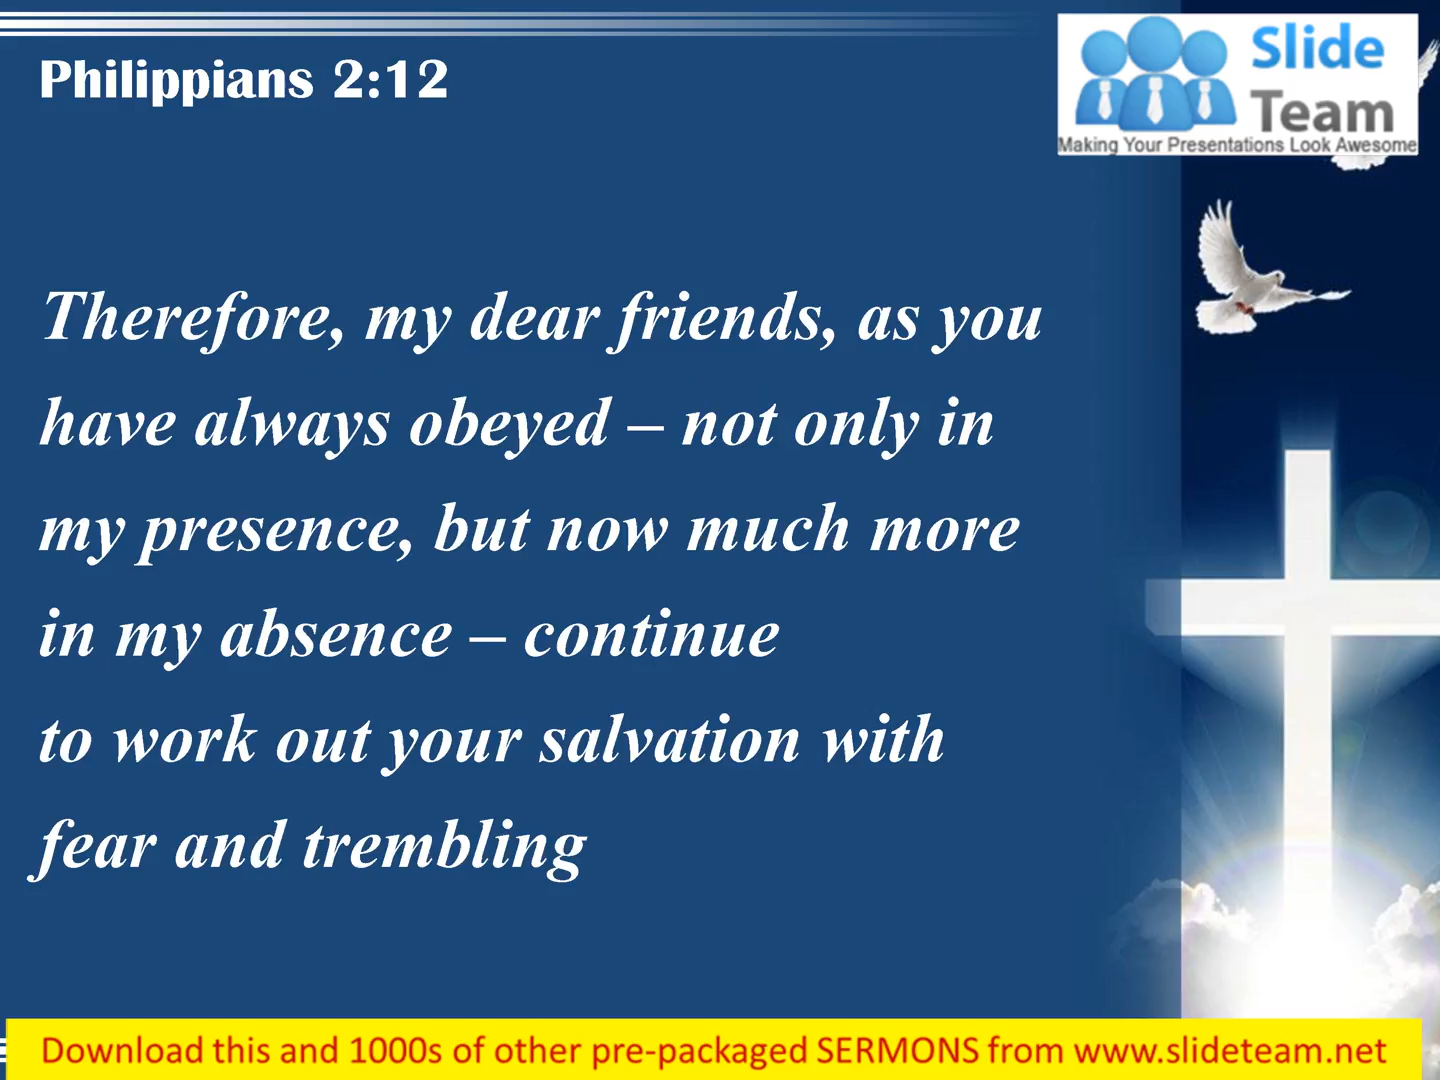 Philippians 2:12
Slide
Team
Making Your Presentations Look Awesome
Therefore, my dear friends, as you
have always obeyed – not only in
my presence, but now much more
in my absence – continue
to work out your salvation with
fear and trembling
Download this and 1000s of other pre-packaged SERMONS from www.slideteam.net